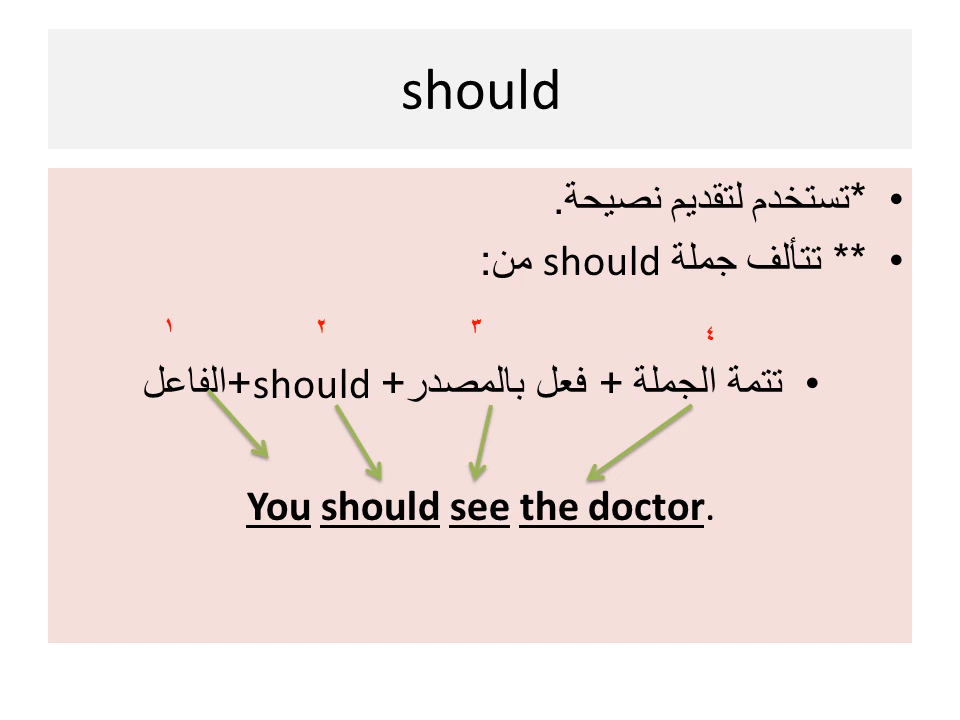 should
• *تستخدم لتقديم نصيحة.
• ** تتألف جملة should من:
١ ٢ ٣ ٤
• تتمة الجملة + فعل بالمصدر+ should+الفاعل
You should see the doctor.